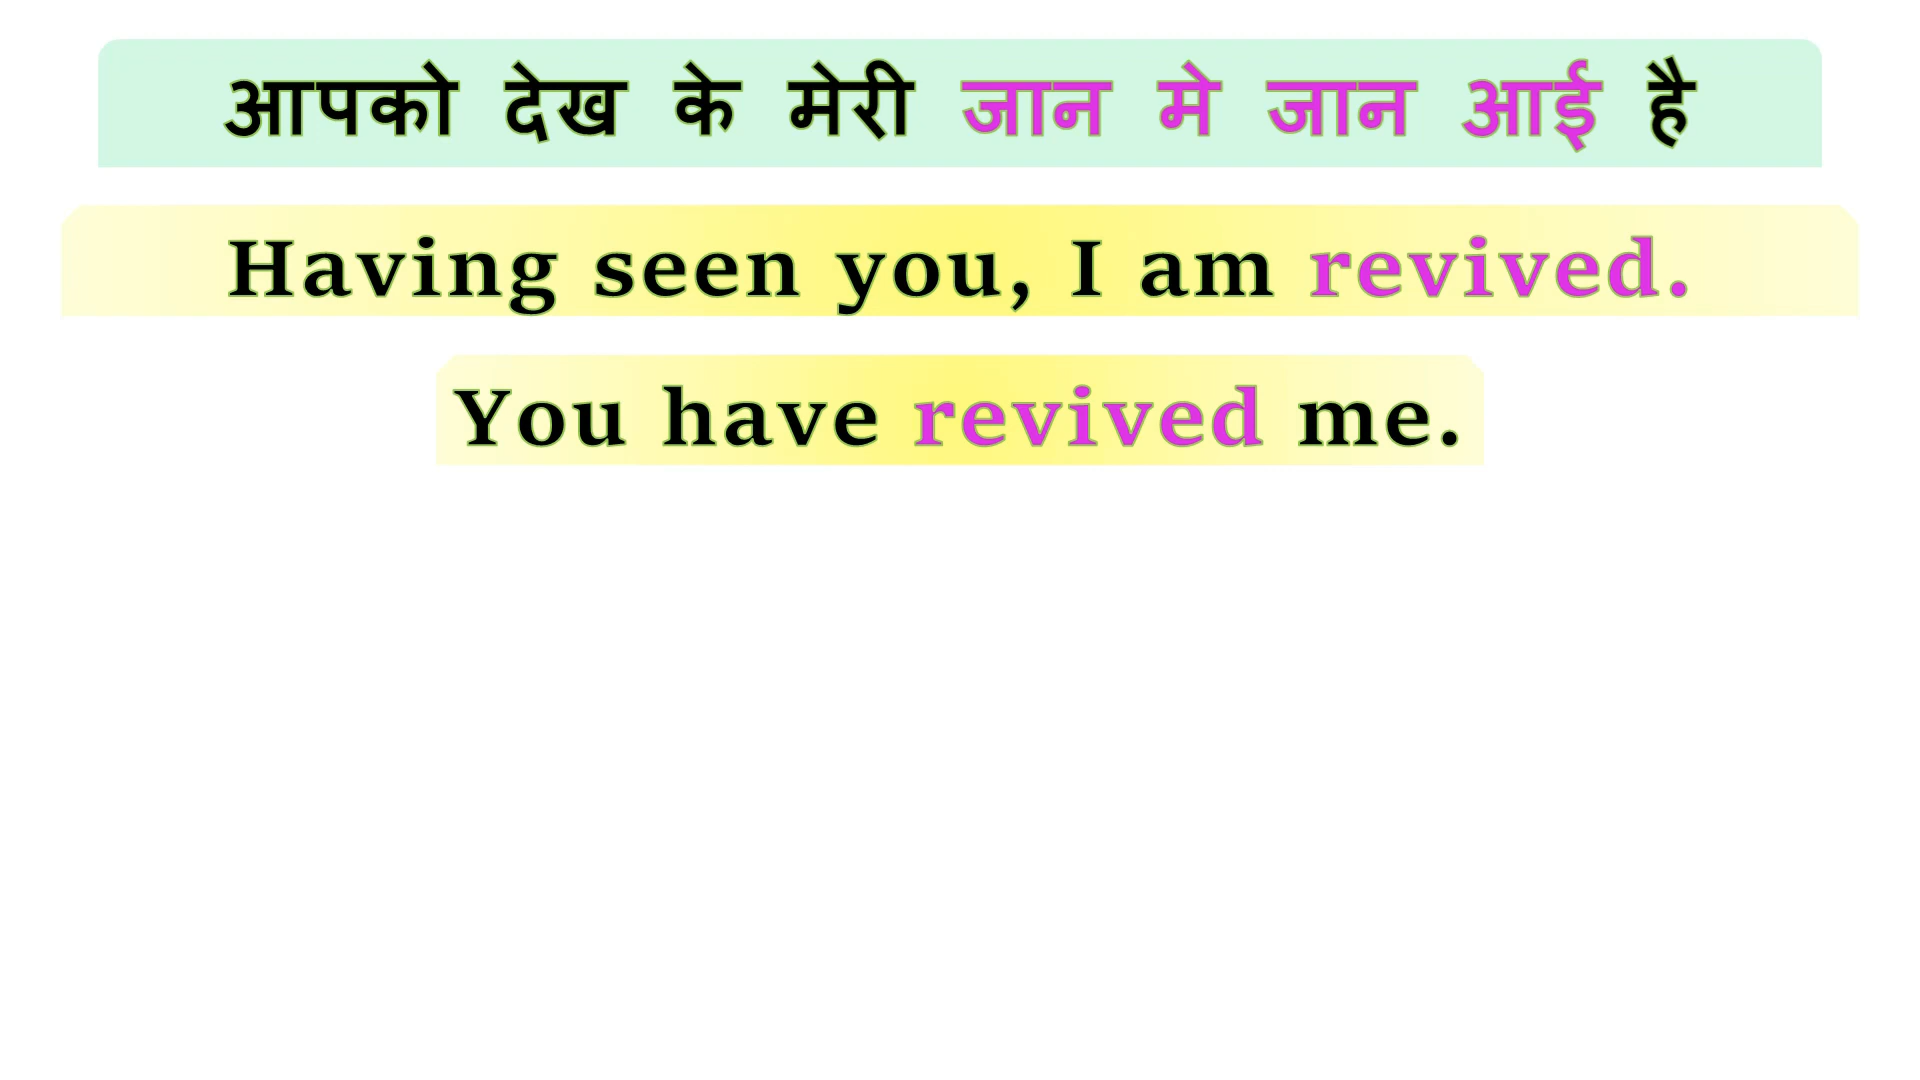 आपको देख के मेरी जान मे जान आई है
Having seen you, I am revived.
You have revived me.